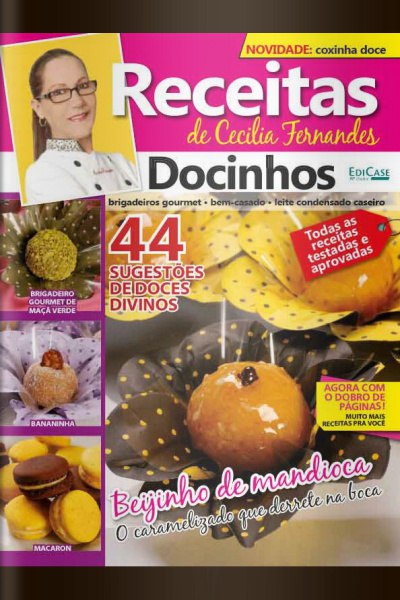 NOVIDADE: coxinha doce
Receitas
de Cecilia Fernandes
Docinhos
EDICASE
brigadeiros gourmet • bem-casado • leite condensado caseiro
44
SUGESTÕES
DE DOCES
DIVINOS
Todas as
receitas
testadas e
aprovadas
BRIGADEIRO
GOURMET DE
MAÇÃ VERDE
BANANINHA
MACARON
AGORA COM
O DOBRO DE
PÁGINAS!
MUITO MAIS
RECEITAS PRA VOCÊ
Beijinho de mandioca
O caramelizado que derrete na boca